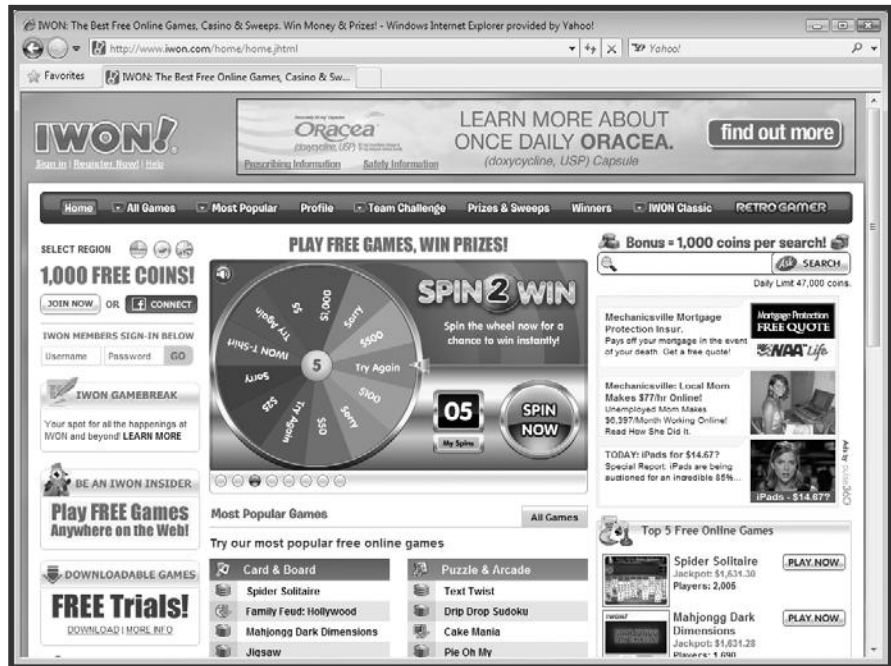 IWON: The Best Free Online Games, Casino & Sweeps. Win Money & Prizes! - Windows Internet Explorer provided by Yahoo!
http://www.iwon.com/home/home.jhtml
Yahoo!
Favorites
IWON: The Best Free Online Games, Casino & Sw...
IWON!
Sign in | Register Now! | Help
ORACEA
(doxycycline, USP)
Prescribing Information
Safety Information
LEARN MORE ABOUT
ONCE DAILY ORACEA.
(doxycycline, USP) Capsule
find out more
Home
All Games
Most Popular
Profile
Team Challenge
Prizes & Sweeps
Winners
IWON Classic
RETRO GAMER
SELECT REGION
1,000 FREE COINS!
JOIN NOW OR f CONNECT
IWON MEMBERS SIGN-IN BELOW
Username Password GO
IWON GAMEBREAK
Your spot for all the happenings at
IWON and beyond! LEARN MORE
BE AN IWON INSIDER
Play FREE Games
Anywhere on the Web!
DOWNLOADABLE GAMES
FREE Trials!
DOWNLOAD | MORE INFO
PLAY FREE GAMES, WIN PRIZES!
$1,000
Sorry
$500
Try Again
$100
Sorry
$50
Try Again
$25
Sorry
IWON T-Shirt
Try Again
$5
5
SPIN 2 WIN
Spin the wheel now for a
chance to win instantly!
05
My Spins
SPIN
NOW
Most Popular Games
All Games
Try our most popular free online games
Card & Board
Spider Solitaire
Family Feud: Hollywood
Mahjongg Dark Dimensions
Jigsaw
Puzzle & Arcade
Text Twist
Drip Drop Sudoku
Cake Mania
Pie Oh My
Bonus = 1,000 coins per search!
Ask SEARCH
Daily Limit 47,000 coins.
Mechanicsville Mortgage
Protection Insur.
Pays off your mortgage in the event
of your death. Get a free quote!
Mortgage Protection
FREE QUOTE
NAA Life
Mechanicsville: Local Mom
Makes $77/hr Online!
Unemployed Mom Makes
$6,397/Month Working Online!
Read How She Did It.
TODAY: iPads for $14.67?
Special Report: iPads are being
auctioned for an incredible 85%...
iPads - $14.67?
Ads by pulse360
Top 5 Free Online Games
Spider Solitaire
Jackpot: $1,631.30
Players: 2,005
PLAY NOW
Mahjong Dark
Dimensions
Jackpot: $1,631.28
Players: 1,690
PLAY NOW